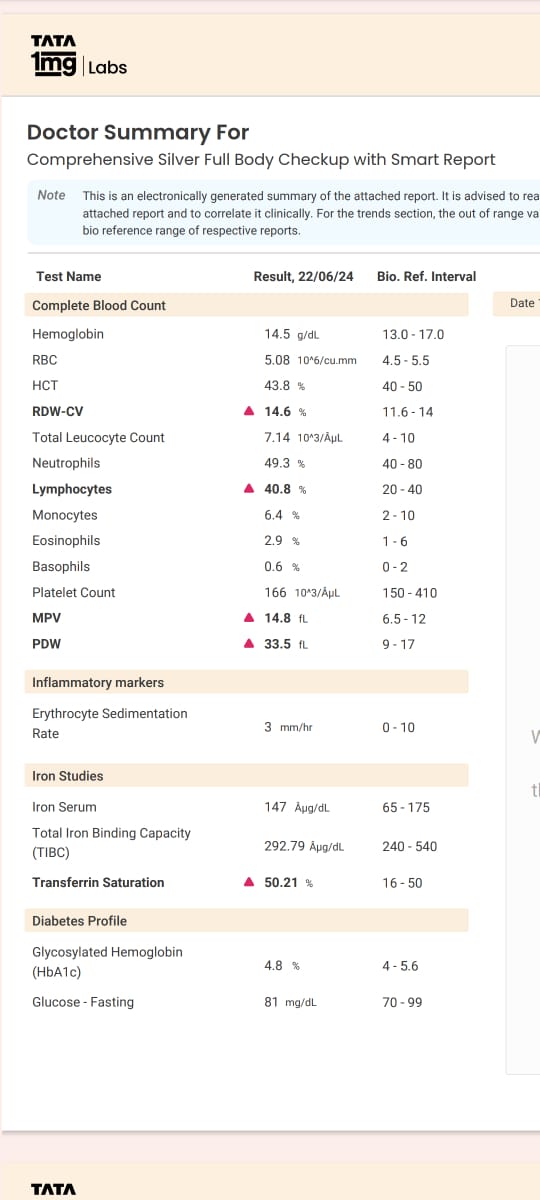 TATA
1mg Labs
Doctor Summary For
Comprehensive Silver Full Body Checkup with Smart Report
Note This is an electronically generated summary of the attached report. It is advised to rea
attached report and to correlate it clinically. For the trends section, the out of range va
bio reference range of respective reports.
Test Name Result, 22/06/24 Bio. Ref. Interval
Complete Blood Count Date
Hemoglobin 14.5 g/dL 13.0 - 17.0
RBC 5.08 10^6/cu.mm 4.5 - 5.5
HCT 43.8 % 40 - 50
RDW-CV ▲ 14.6 % 11.6 - 14
Total Leucocyte Count 7.14 10^3/ÂµL 4 - 10
Neutrophils 49.3 % 40 - 80
Lymphocytes ▲ 40.8 % 20 - 40
Monocytes 6.4 % 2 - 10
Eosinophils 2.9 % 1 - 6
Basophils 0.6 % 0 - 2
Platelet Count 166 10^3/ÂµL 150 - 410
MPV ▲ 14.8 fL 6.5 - 12
PDW ▲ 33.5 fL 9 - 17
Inflammatory markers
Erythrocyte Sedimentation
Rate 3 mm/hr 0 - 10
Iron Studies
Iron Serum 147 Âµg/dL 65 - 175
Total Iron Binding Capacity
(TIBC) 292.79 Âµg/dL 240 - 540
Transferrin Saturation ▲ 50.21 % 16 - 50
Diabetes Profile
Glycosylated Hemoglobin
(HbA1c) 4.8 % 4 - 5.6
Glucose - Fasting 81 mg/dL 70 - 99
TATA